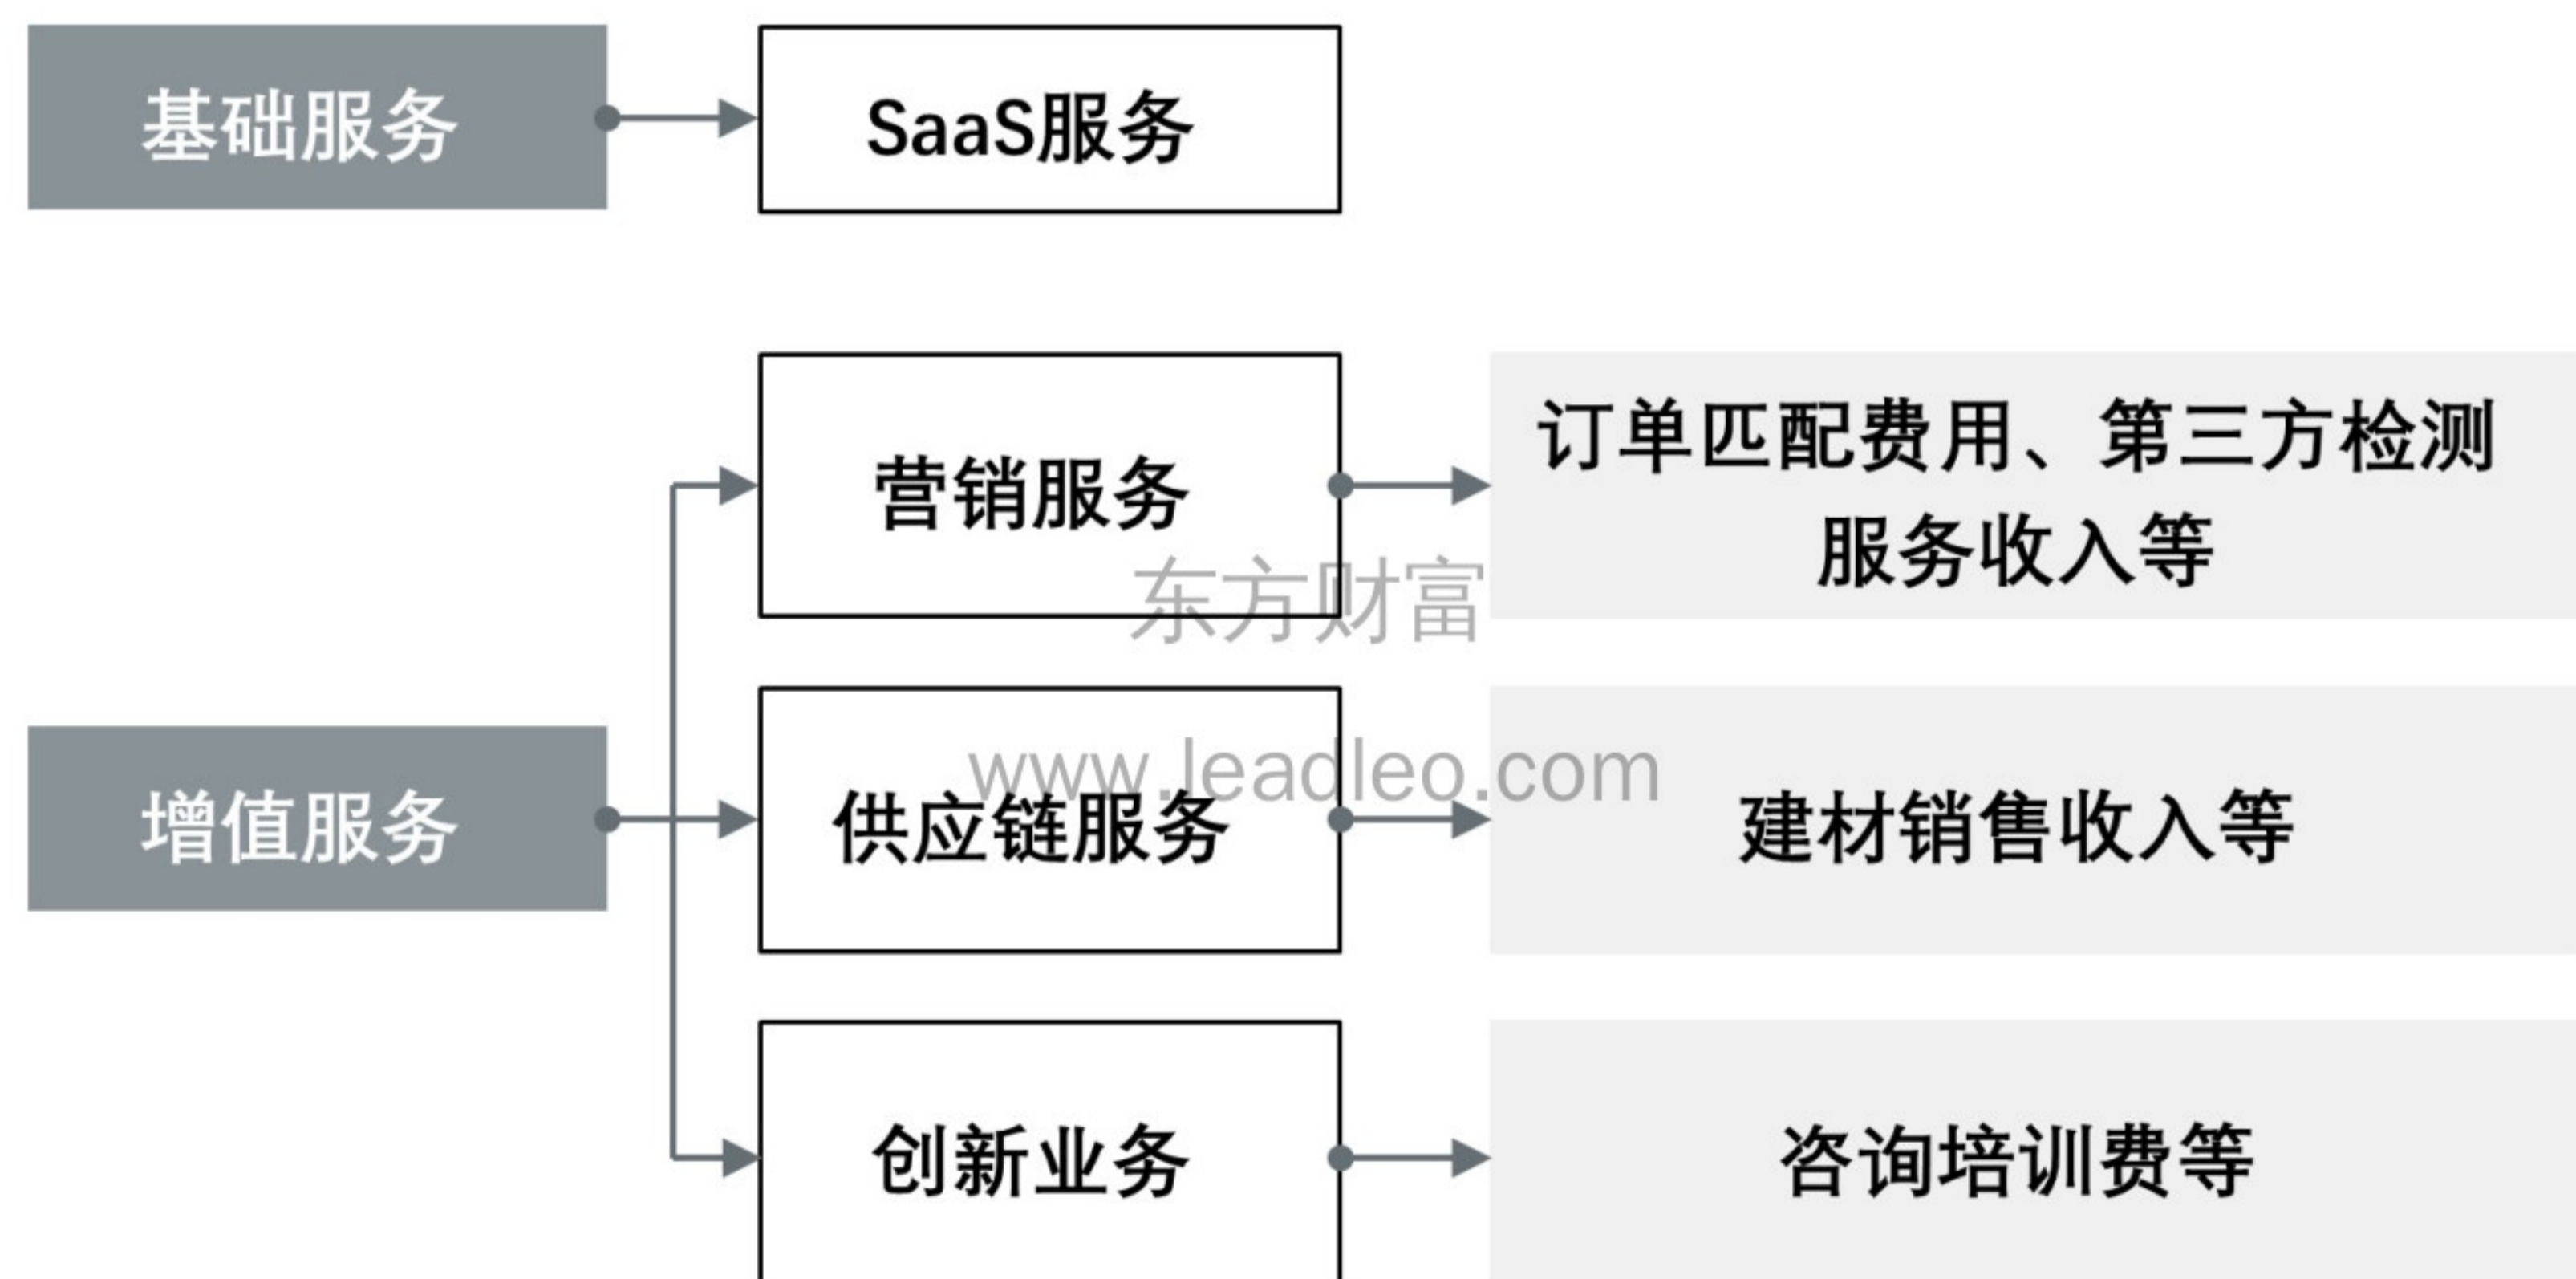 基础服务
SaaS服务
营销服务
订单匹配费用、第三方检测
服务收入等
东方财富
www.leadleo.com
增值服务
供应链服务
建材销售收入等
创新业务
咨询培训费等